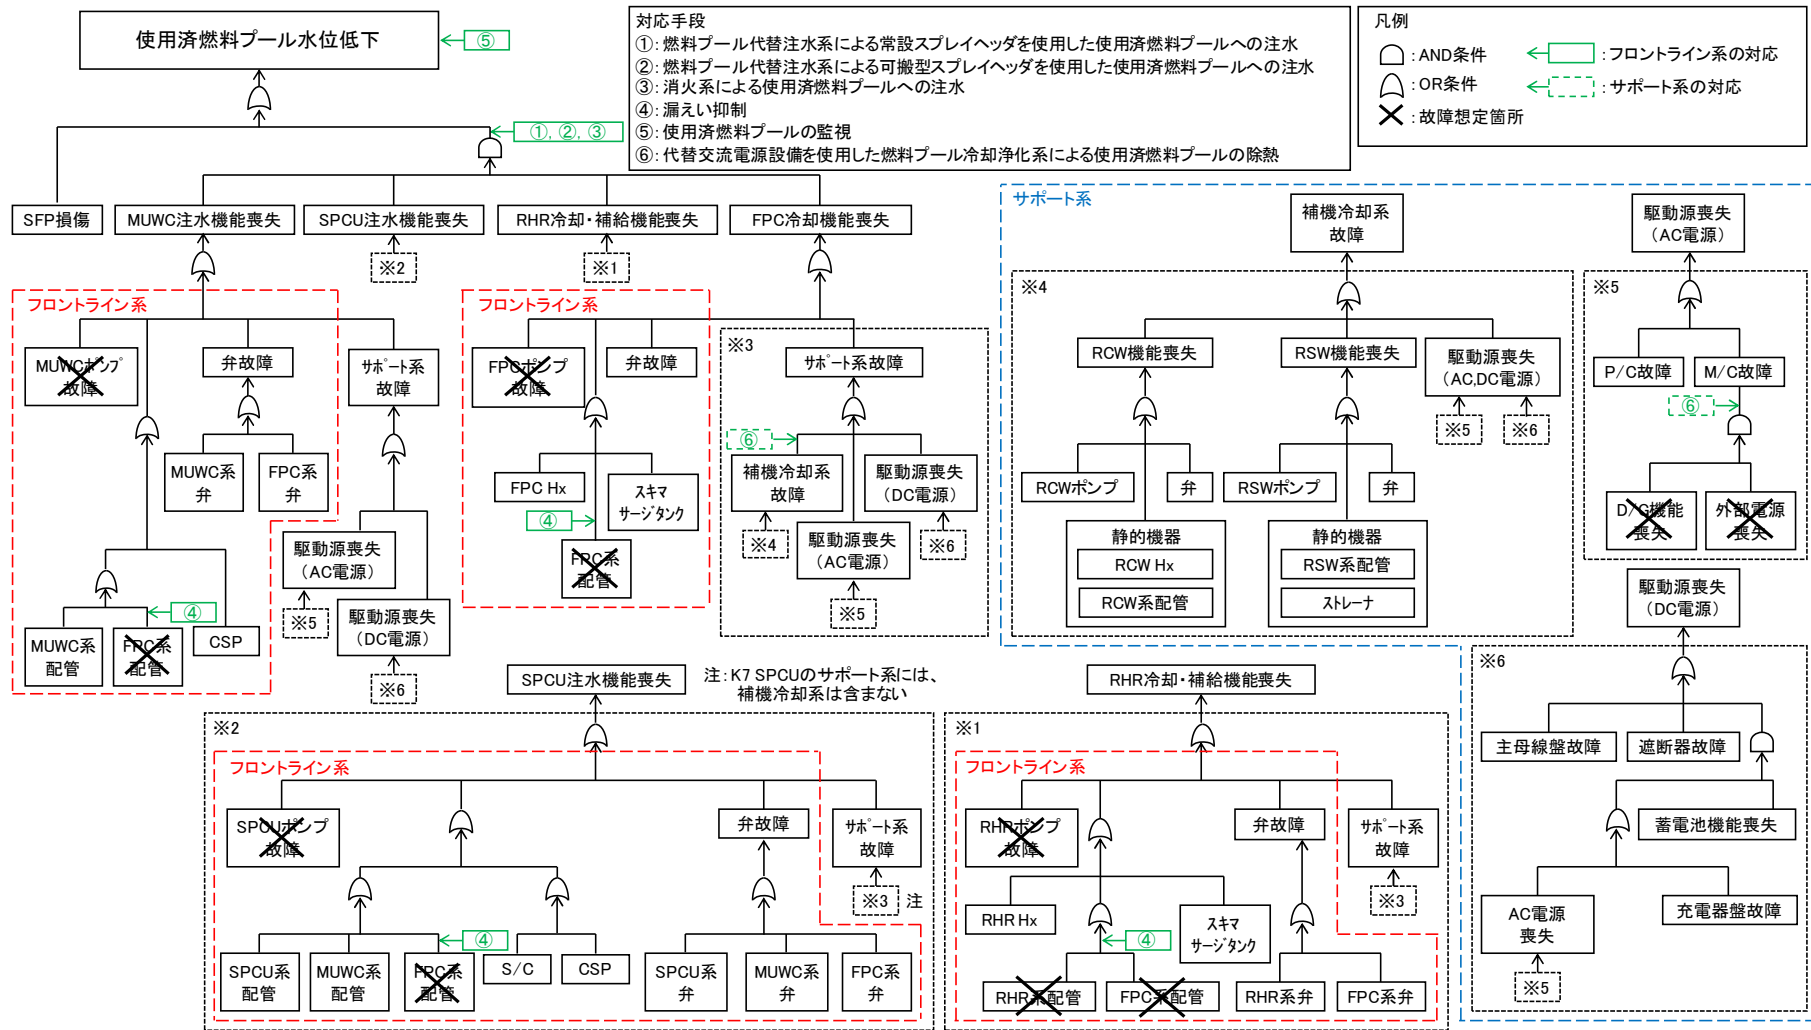 使用済燃料プール水位低下
⑤
対応手段
①：燃料プール代替注水系による常設スプレイヘッダを使用した使用済燃料プールへの注水
②：燃料プール代替注水系による可搬型スプレイヘッダを使用した使用済燃料プールへの注水
③：消火系による使用済燃料プールへの注水
④：漏えい抑制
⑤：使用済燃料プールの監視
⑥：代替交流電源設備を使用した燃料プール冷却浄化系による使用済燃料プールの除熱
凡例
：AND条件
：OR条件
：故障想定箇所
：フロントライン系の対応
：サポート系の対応
①, ②, ③
SFP損傷
MUWC注水機能喪失
SPCU注水機能喪失
RHR冷却・補給機能喪失
FPC冷却機能喪失
※2
※1
フロントライン系
MUWCポンプ
故障
弁故障
サポート系
故障
MUWC系
弁
FPC系
弁
駆動源喪失
（AC電源）
※5
駆動源喪失
（DC電源）
※6
④
MUWC系
配管
FPC系
配管
CSP
フロントライン系
FPCポンプ
故障
弁故障
FPC Hx
スキマ
サージタンク
④
FPC系
配管
※3
サポート系故障
⑥
補機冷却系
故障
※4
駆動源喪失
（AC電源）
※5
駆動源喪失
（DC電源）
※6
サポート系
補機冷却系
故障
※4
RCW機能喪失
RSW機能喪失
駆動源喪失
（AC,DC電源）
※5
※6
RCWポンプ
弁
RSWポンプ
弁
静的機器
RCW Hx
RCW系配管
静的機器
RSW系配管
ストレーナ
駆動源喪失
（AC電源）
※5
P/C故障
M/C故障
⑥
D/G機能
喪失
外部電源
喪失
駆動源喪失
（DC電源）
※6
主母線盤故障
遮断器故障
蓄電池機能喪失
AC電源
喪失
充電器盤故障
※5
SPCU注水機能喪失
注：K7 SPCUのサポート系には、
補機冷却系は含まない
※2
フロントライン系
SPCUポンプ
故障
弁故障
サポート系
故障
※3
注
④
SPCU系
配管
MUWC系
配管
FPC系
配管
S/C
CSP
SPCU系
弁
MUWC系
弁
FPC系
弁
RHR冷却・補給機能喪失
※1
フロントライン系
RHRポンプ
故障
弁故障
サポート系
故障
※3
RHR Hx
スキマ
サージタンク
④
RHR系配管
FPC系配管
RHR系弁
FPC系弁